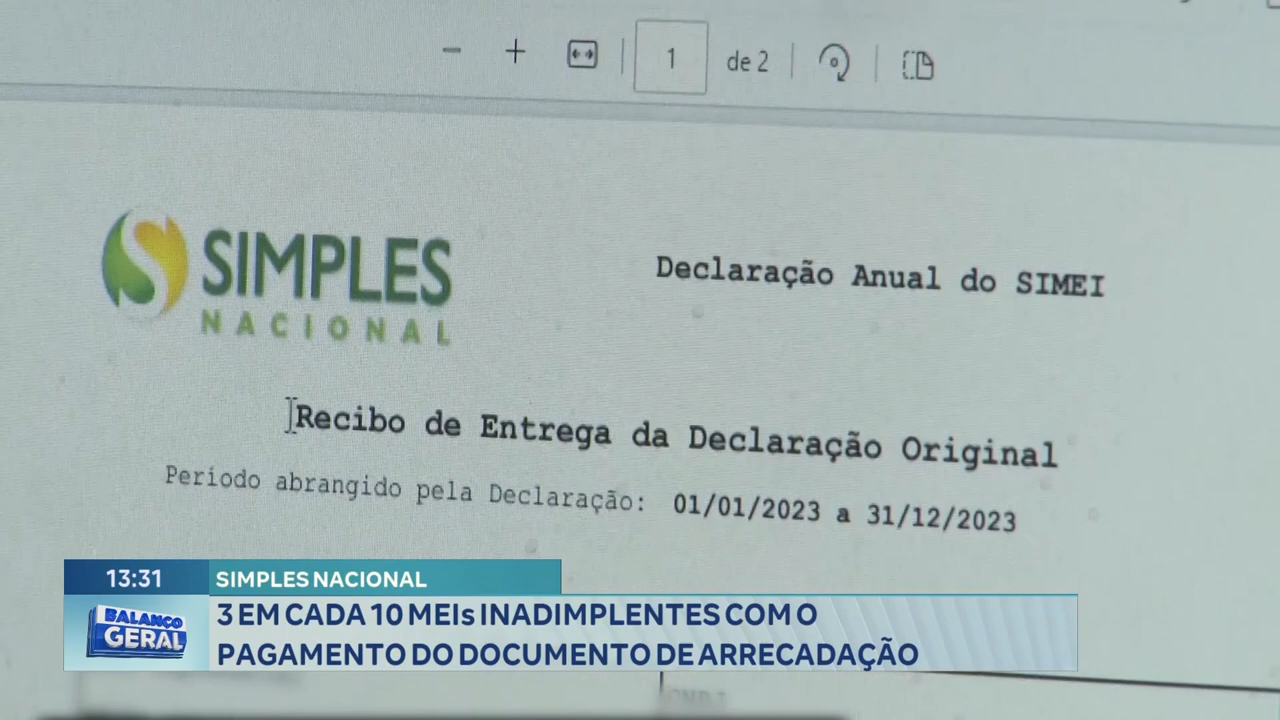 1 de 2
SIMPLES
NACIONAL
Declaração Anual do SIMEI
Recibo de Entrega da Declaração Original
Período abrangido pela Declaração: 01/01/2023 a 31/12/2023
13:31 SIMPLES NACIONAL
BALANÇO
GERAL
3 EM CADA 10 MEIs INADIMPLENTES COM O
PAGAMENTO DO DOCUMENTO DE ARRECADAÇÃO